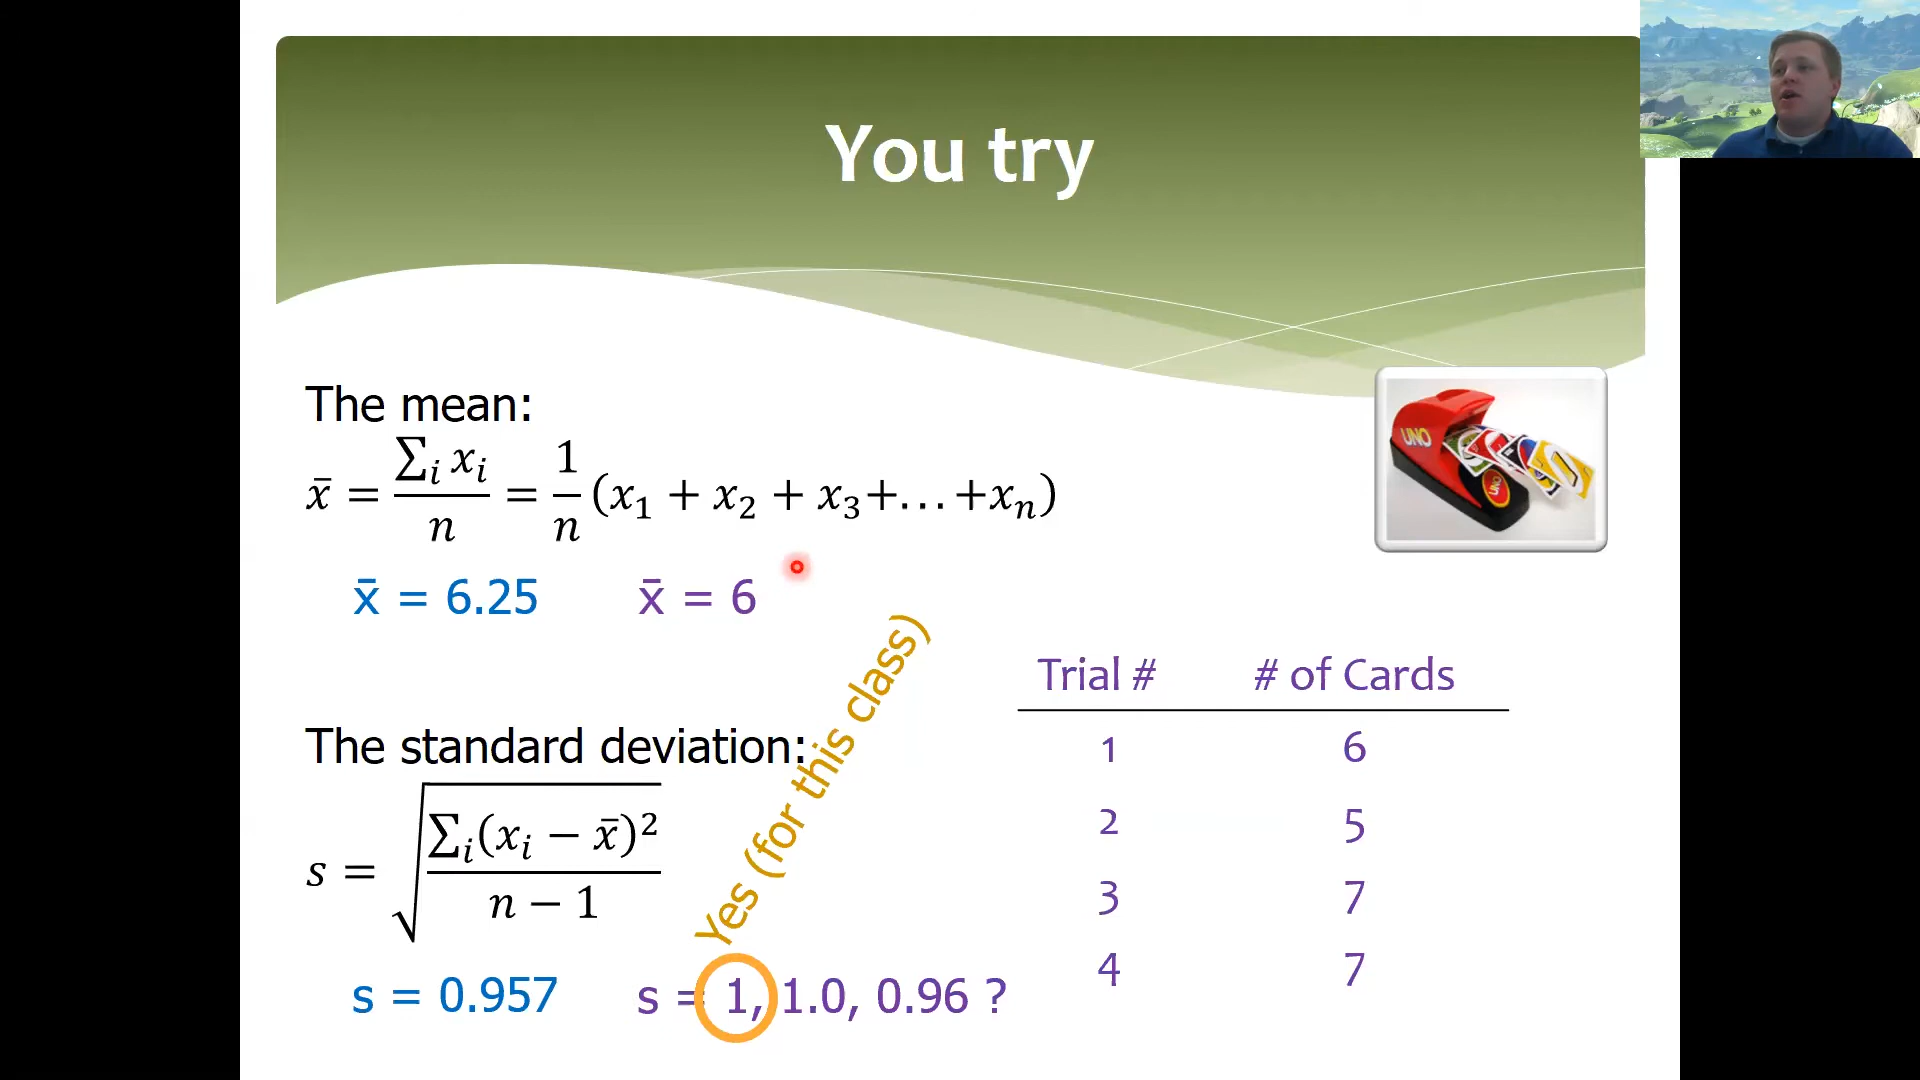 You try
The mean:
x̄ = ∑ᵢ xᵢ / n = 1/n (x₁ + x₂ + x₃+...+xₙ)
UNO
UNO
x̄ = 6.25 x̄ = 6
Yes (for this class)
The standard deviation:
s = √(∑ᵢ(xᵢ − x̄)² / n − 1)
s = 0.957 s = 1, 1.0, 0.96 ?
Trial # # of Cards
1 6
2 5
3 7
4 7